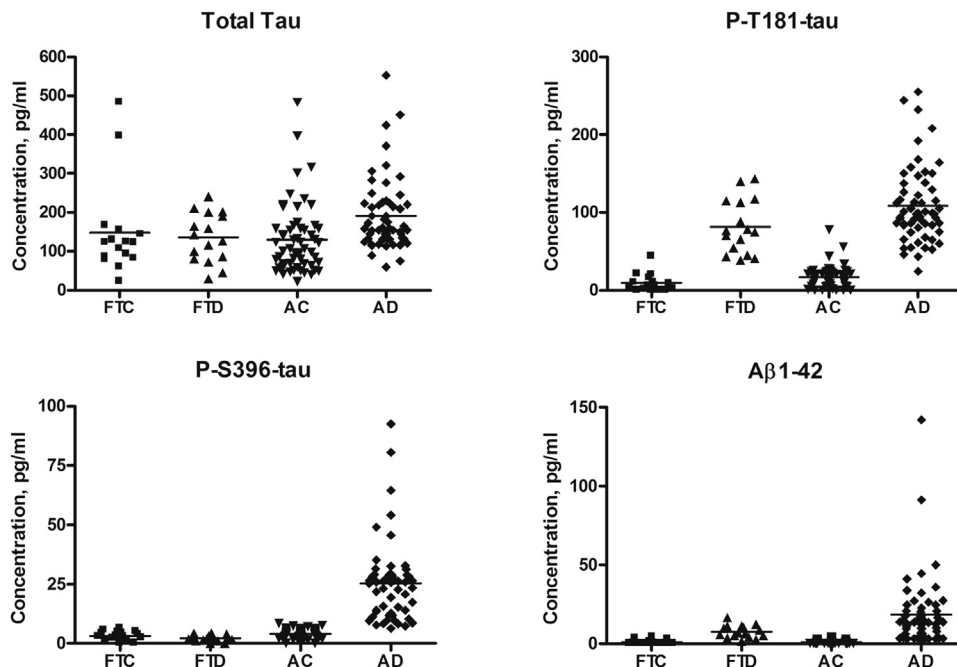 Total Tau
Concentration, pg/ml
600
500
400
300
200
100
0
FTC FTD AC AD
P-T181-tau
Concentration, pg/ml
300
200
100
0
FTC FTD AC AD
P-S396-tau
Concentration, pg/ml
100
75
50
25
0
FTC FTD AC AD
Aβ1-42
Concentration, pg/ml
150
100
50
0
FTC FTD AC AD